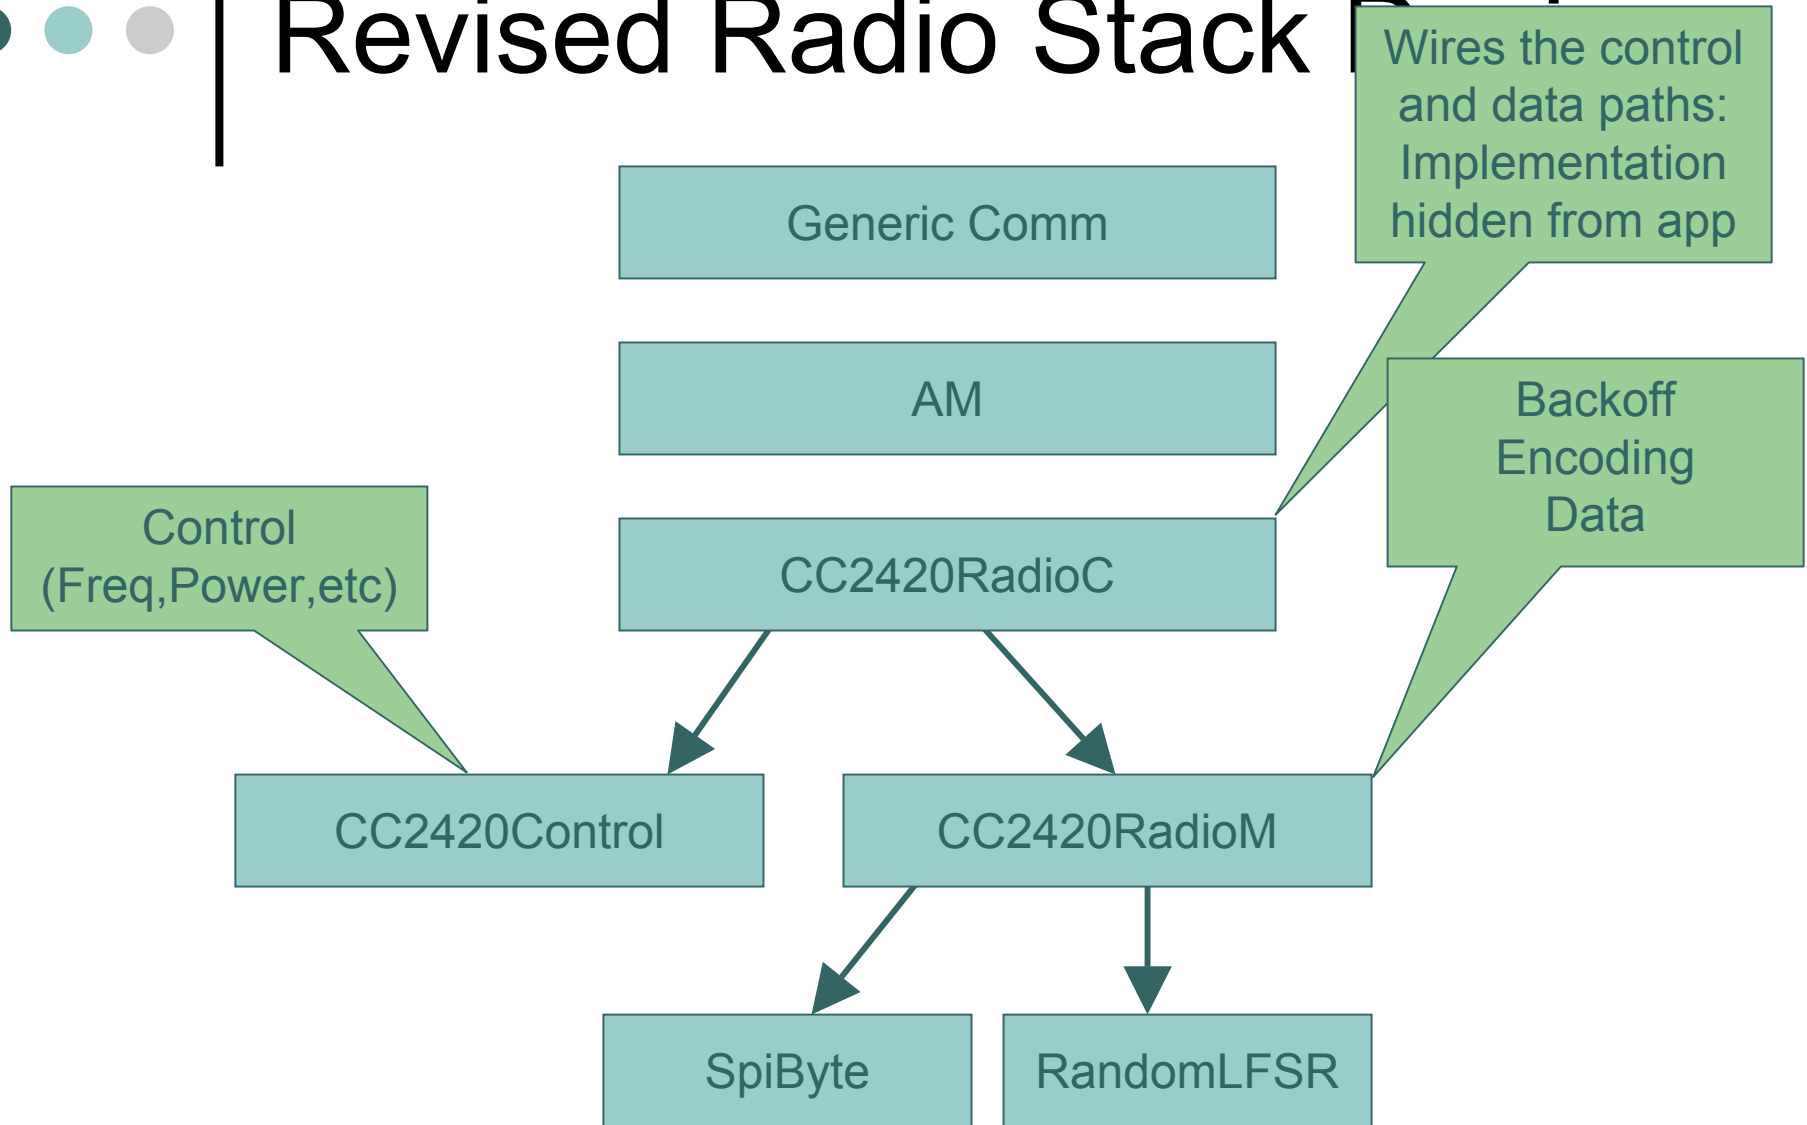 Revised Radio Stack
Wires the control
and data paths:
Implementation
hidden from app
Generic Comm
AM
Backoff
Encoding
Data
Control
(Freq,Power,etc)
CC2420RadioC
CC2420Control
CC2420RadioM
SpiByte
RandomLFSR